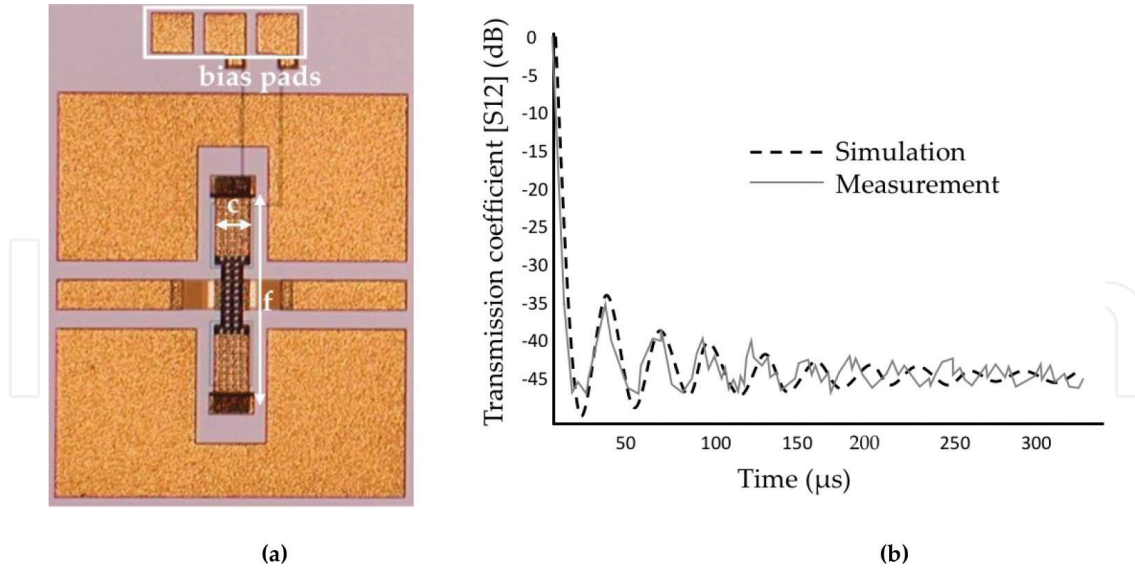 bias pads
c
f
(a)
Transmission coefficient [S12] (dB)
0
-5
-10
-15
-20
-25
-30
-35
-40
-45
Simulation
Measurement
50
100
150
200
250
300
Time (μs)
(b)